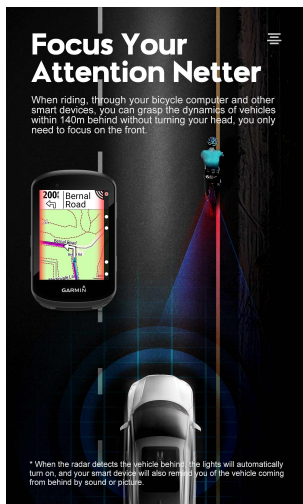 Focus Your
Attention Netter
When riding, through your bicycle computer and other
smart devices, you can grasp the dynamics of vehicles
within 140m behind without turning your head, you only
need to focus on the front.
Bernal
Road
GARMIN
* When the radar detects the vehicle behind, the lights will automatically
turn on, and your smart device will also remind you of the vehicle coming
from behind by sound or picture.